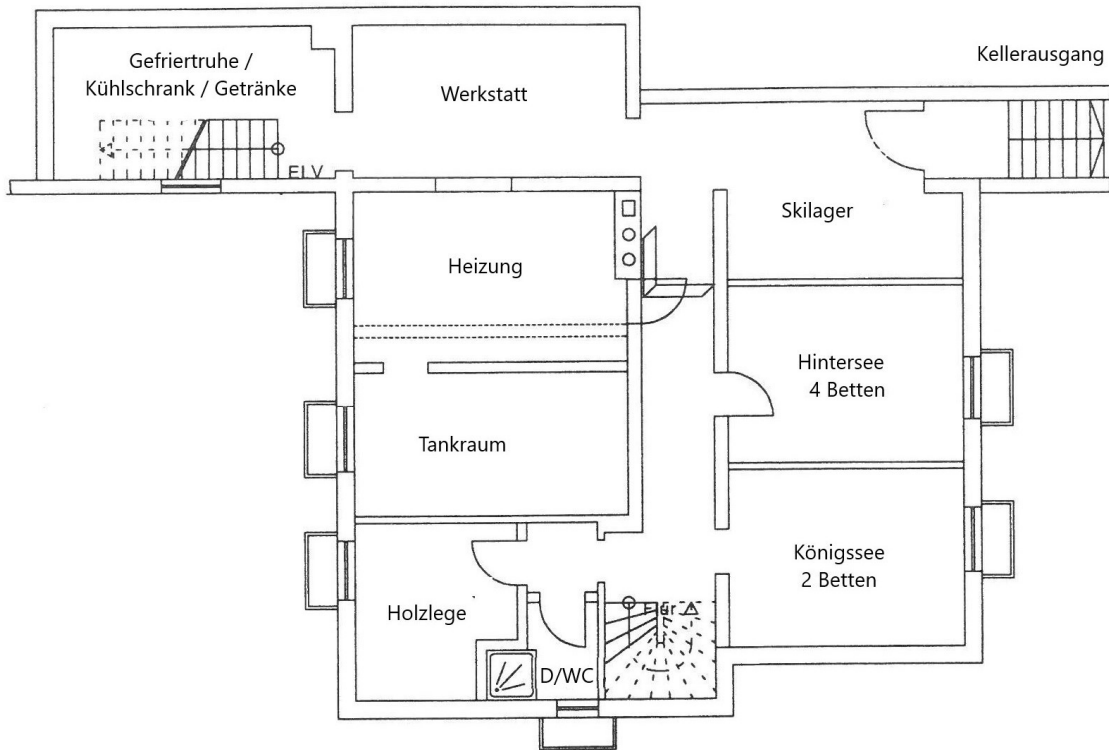 Gefriertruhe /
Kühlschrank / Getränke
Werkstatt
Kellerausgang
ELV
Skilager
Heizung
Hintersee
4 Betten
Tankraum
Königssee
2 Betten
Holzlege
Flur
D/WC